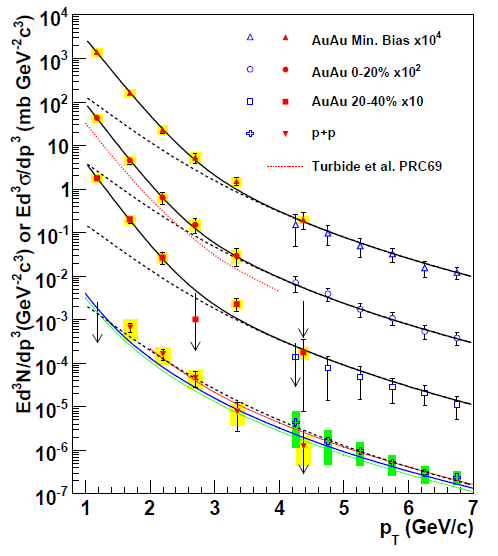 Ed³N/dp³(GeV⁻²c³) or Ed³σ/dp³ (mb GeV⁻²c³)
10⁴
10³
10²
10
1
10⁻¹
10⁻²
10⁻³
10⁻⁴
10⁻⁵
10⁻⁶
10⁻⁷
AuAu Min. Bias x10⁴
AuAu 0-20% x10²
AuAu 20-40% x10
p+p
Turbide et al. PRC69
1 2 3 4 5 6 7
p_T (GeV/c)